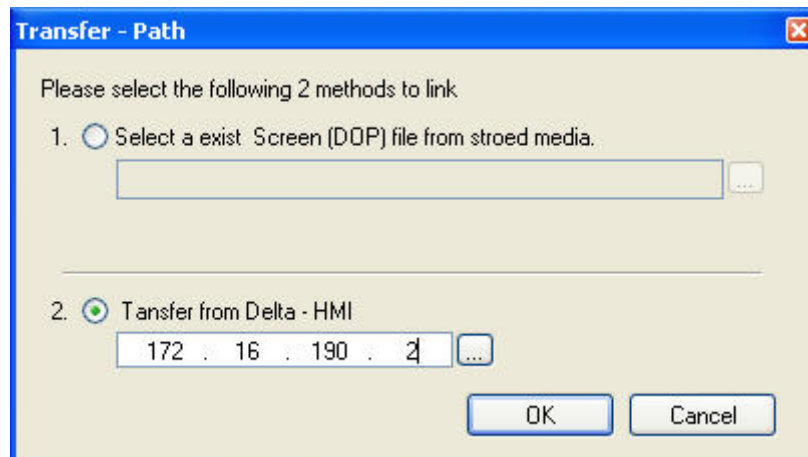 Transfer - Path
Please select the following 2 methods to link
1. Select a exist Screen (DOP) file from stroed media.
...
2. Tansfer from Delta - HMI
172 . 16 . 190 . 2 ...
OK Cancel